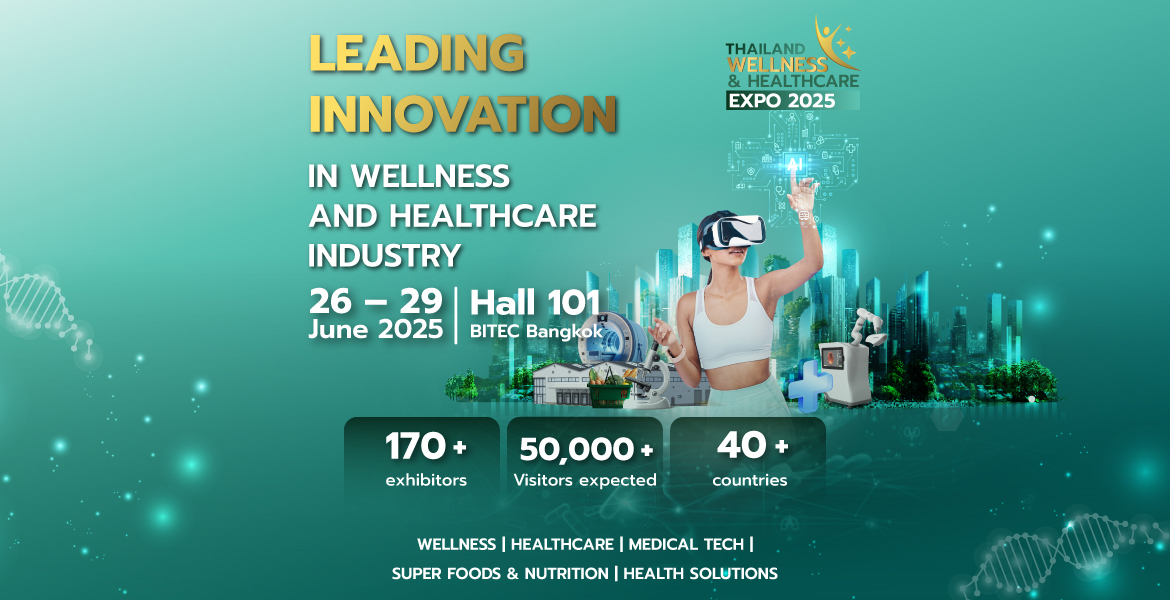 LEADING
INNOVATION
IN WELLNESS
AND HEALTHCARE
INDUSTRY
26 – 29
June 2025
Hall 101
BITEC Bangkok
THAILAND
WELLNESS
& HEALTHCARE
EXPO 2025
AI
170+
exhibitors
50,000+
Visitors expected
40+
countries
WELLNESS | HEALTHCARE | MEDICAL TECH |
SUPER FOODS & NUTRITION | HEALTH SOLUTIONS